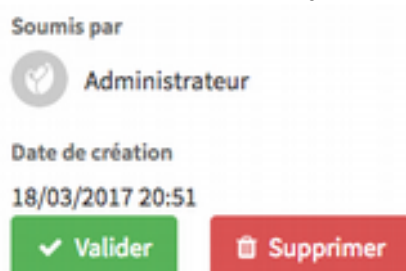 Soumis par
Administrateur
Date de création
18/03/2017 20:51
Valider Supprimer